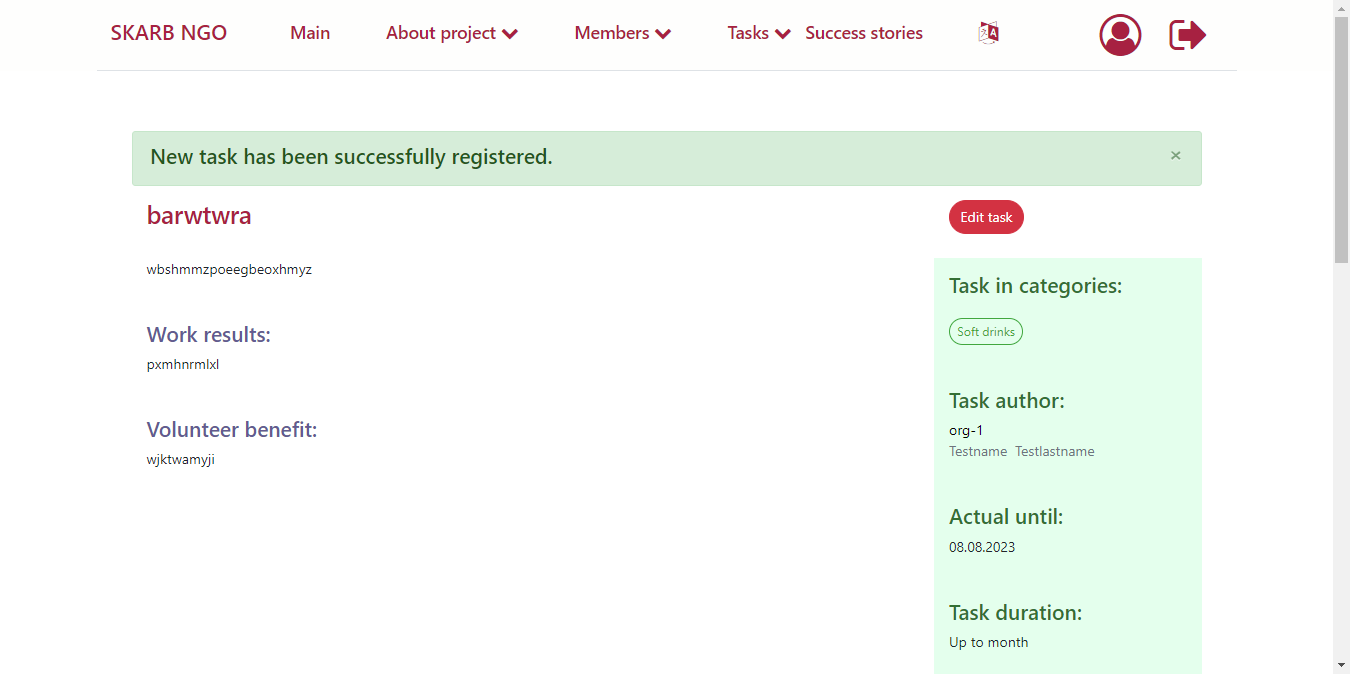 SKARB NGO Main About project Members Tasks Success stories
New task has been successfully registered. ×
barwtwra
Edit task
wbshmmzpoeegbeoxhmyz
Work results:
pxmhnrmlxl
Volunteer benefit:
wjktwamyji
Task in categories:
Soft drinks
Task author:
org-1
Testname Testlastname
Actual until:
08.08.2023
Task duration:
Up to month